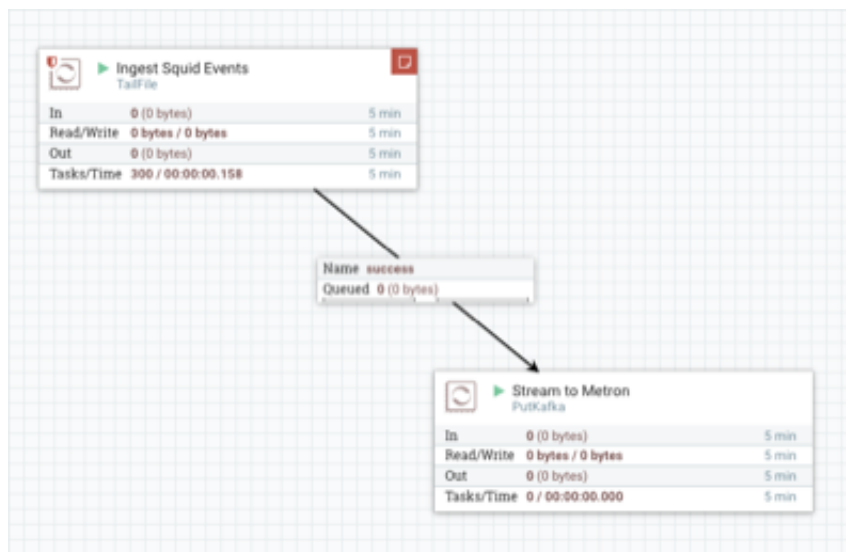 Ingest Squid Events
TailFile
In 0 (0 bytes) 5 min
Read/Write 0 bytes / 0 bytes 5 min
Out 0 (0 bytes) 5 min
Tasks/Time 300 / 00:00:00.158 5 min
Name success
Queued 0 (0 bytes)
Stream to Metron
PutKafka
In 0 (0 bytes) 5 min
Read/Write 0 bytes / 0 bytes 5 min
Out 0 (0 bytes) 5 min
Tasks/Time 0 / 00:00:00.000 5 min